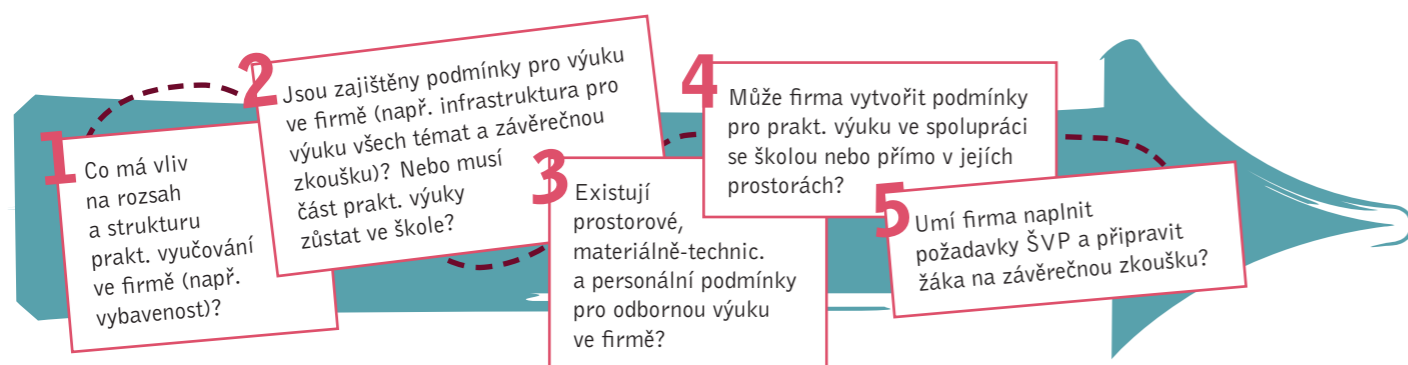 1
Co má vliv
na rozsah
a strukturu
prakt. vyučování
ve firmě (např.
vybavenost)?
2
Jsou zajištěny podmínky pro výuku
ve firmě (např. infrastruktura pro
výuku všech témat a závěrečnou
zkoušku)? Nebo musí
část prakt. výuky
zůstat ve škole?
3
Existují
prostorové,
materiálně-technic.
a personální podmínky
pro odbornou výuku
ve firmě?
4
Může firma vytvořit podmínky
pro prakt. výuku ve spolupráci
se školou nebo přímo v jejích
prostorách?
5
Umí firma naplnit
požadavky ŠVP a připravit
žáka na závěrečnou zkoušku?